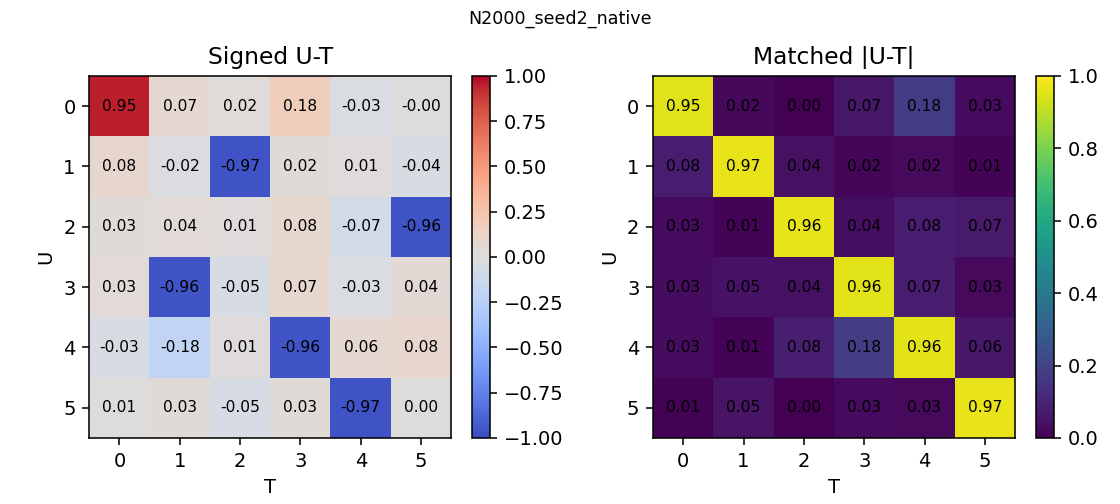 N2000_seed2_native
Signed U-T
Matched |U-T|
0 0.95 0.07 0.02 0.18 -0.03 -0.00
1 0.08 -0.02 -0.97 0.02 0.01 -0.04
2 0.03 0.04 0.01 0.08 -0.07 -0.96
3 0.03 -0.96 -0.05 0.07 -0.03 0.04
4 -0.03 -0.18 0.01 -0.96 0.06 0.08
5 0.01 0.03 -0.05 0.03 -0.97 0.00
0 1 2 3 4 5
U
T
1.00
0.75
0.50
0.25
0.00
−0.25
−0.50
−0.75
−1.00
0 0.95 0.02 0.00 0.07 0.18 0.03
1 0.08 0.97 0.04 0.02 0.02 0.01
2 0.03 0.01 0.96 0.04 0.08 0.07
3 0.03 0.05 0.04 0.96 0.07 0.03
4 0.03 0.01 0.08 0.18 0.96 0.06
5 0.01 0.05 0.00 0.03 0.03 0.97
0 1 2 3 4 5
U
T
1.0
0.8
0.6
0.4
0.2
0.0